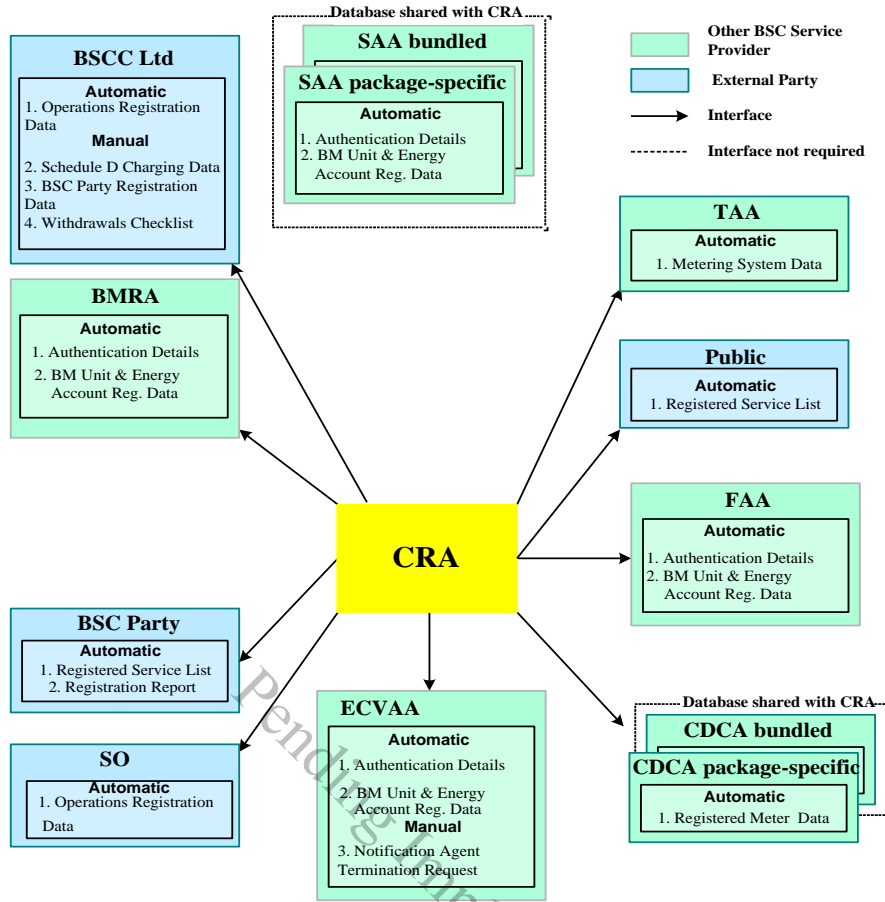 Database shared with CRA
SAA bundled
SAA package-specific
Automatic
1. Authentication Details
2. BM Unit & Energy
Account Reg. Data
Other BSC Service
Provider
External Party
Interface
Interface not required
BSCC Ltd
Automatic
1. Operations Registration
Data
Manual
2. Schedule D Charging Data
3. BSC Party Registration
Data
4. Withdrawals Checklist
TAA
Automatic
1. Metering System Data
BMRA
Automatic
1. Authentication Details
2. BM Unit & Energy
Account Reg. Data
Public
Automatic
1. Registered Service List
CRA
FAA
Automatic
1. Authentication Details
2. BM Unit & Energy
Account Reg. Data
BSC Party
Automatic
1. Registered Service List
2. Registration Report
SO
Automatic
1. Operations Registration
Data
ECVAA
Automatic
1. Authentication Details
2. BM Unit & Energy
Account Reg. Data
Manual
3. Notification Agent
Termination Request
Database shared with CRA
CDCA bundled
CDCA package-specific
Automatic
1. Registered Meter Data
Pending